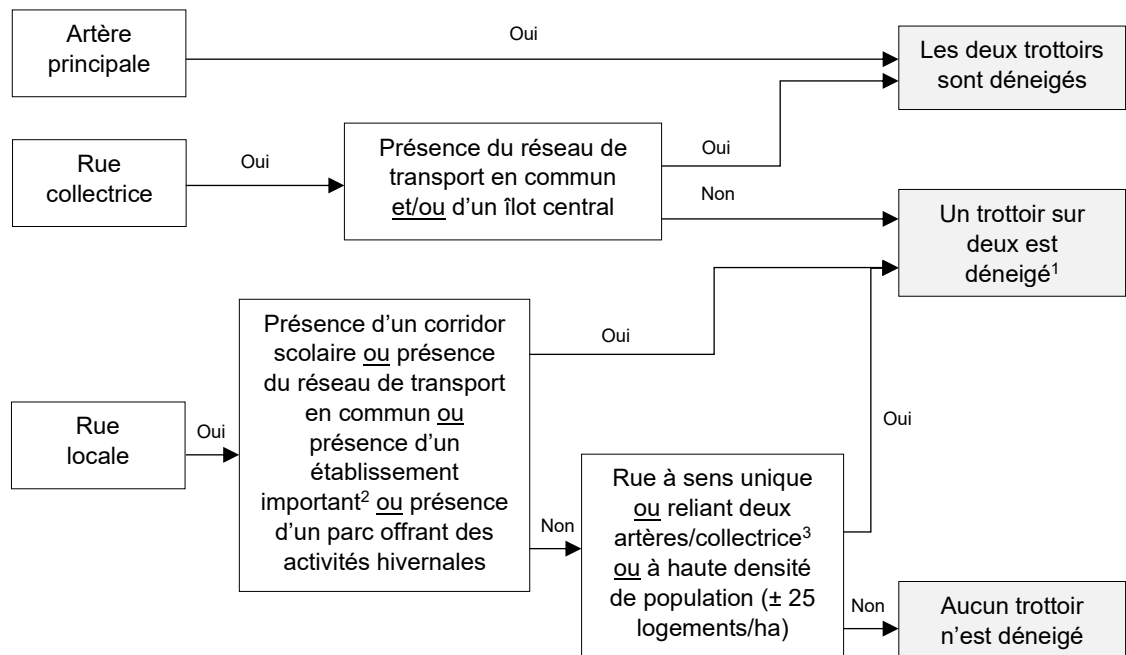 Artère
principale
Oui
Les deux trottoirs
sont déneigés
Rue
collectrice
Oui
Présence du réseau de
transport en commun
et/ou d’un îlot central
Oui
Non
Un trottoir sur
deux est
déneigé¹
Rue
locale
Oui
Présence d’un corridor
scolaire ou présence
du réseau de transport
en commun ou
présence d’un
établissement
important² ou présence
d’un parc offrant des
activités hivernales
Oui
Non
Rue à sens unique
ou reliant deux
artères/collectrice³
ou à haute densité
de population (± 25
logements/ha)
Oui
Non
Aucun trottoir
n’est déneigé